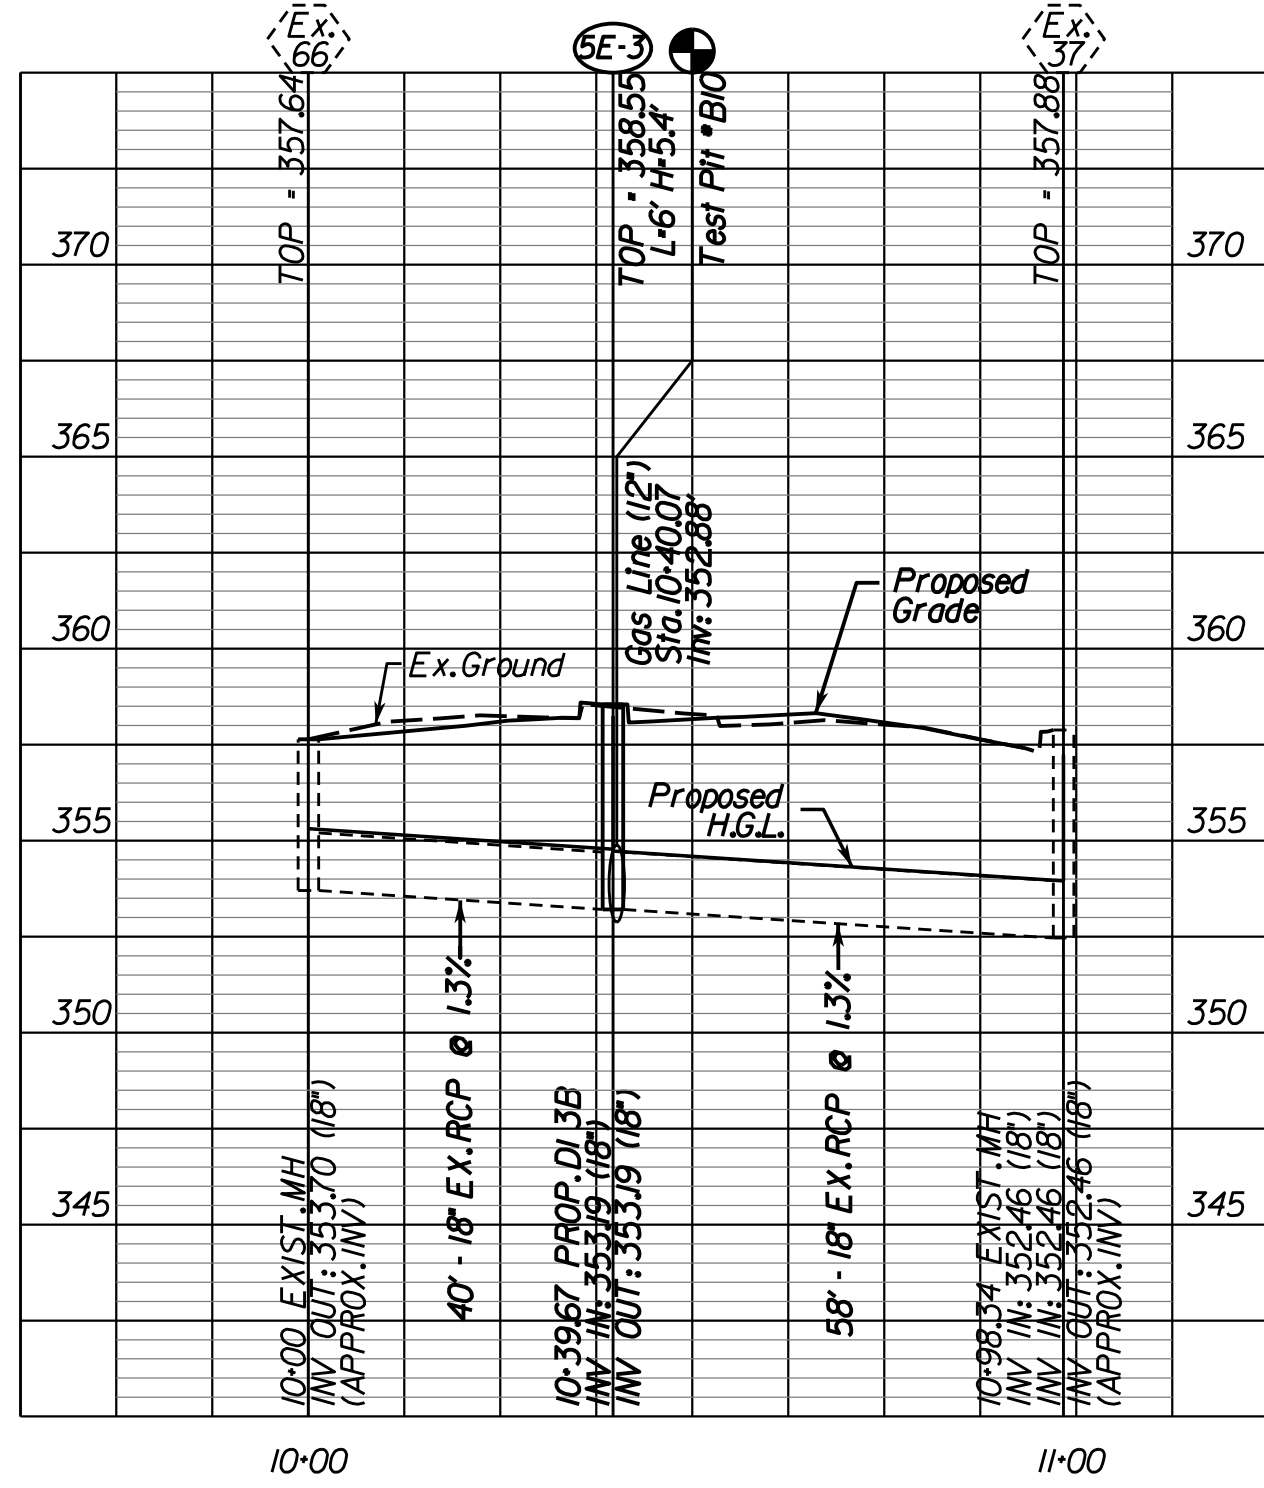 Ex.
66
5E-3
Ex.
37
TOP = 357.64
TOP = 358.55
L=6' H=5.4'
Test Pit #B10
TOP = 357.88
370
370
365
365
Gas Line (12")
Sta. 10+40.07
Inv: 352.88'
Proposed
Grade
360
360
Ex. Ground
Proposed
H.G.L.
355
355
350
350
40' - 18" EX. RCP @ 1.3%
58' - 18" EX. RCP @ 1.3%
345
345
10+00 EXIST. MH
INV OUT: 353.70 (18")
(APPROX. INV)
10+39.67 PROP. DI 3B
INV IN: 353.19 (18")
INV OUT: 353.19 (18")
10+98.34 EXIST. MH
INV IN: 352.46 (18")
INV IN: 352.46 (18")
INV OUT: 352.46 (18")
(APPROX. INV)
10+00
11+00